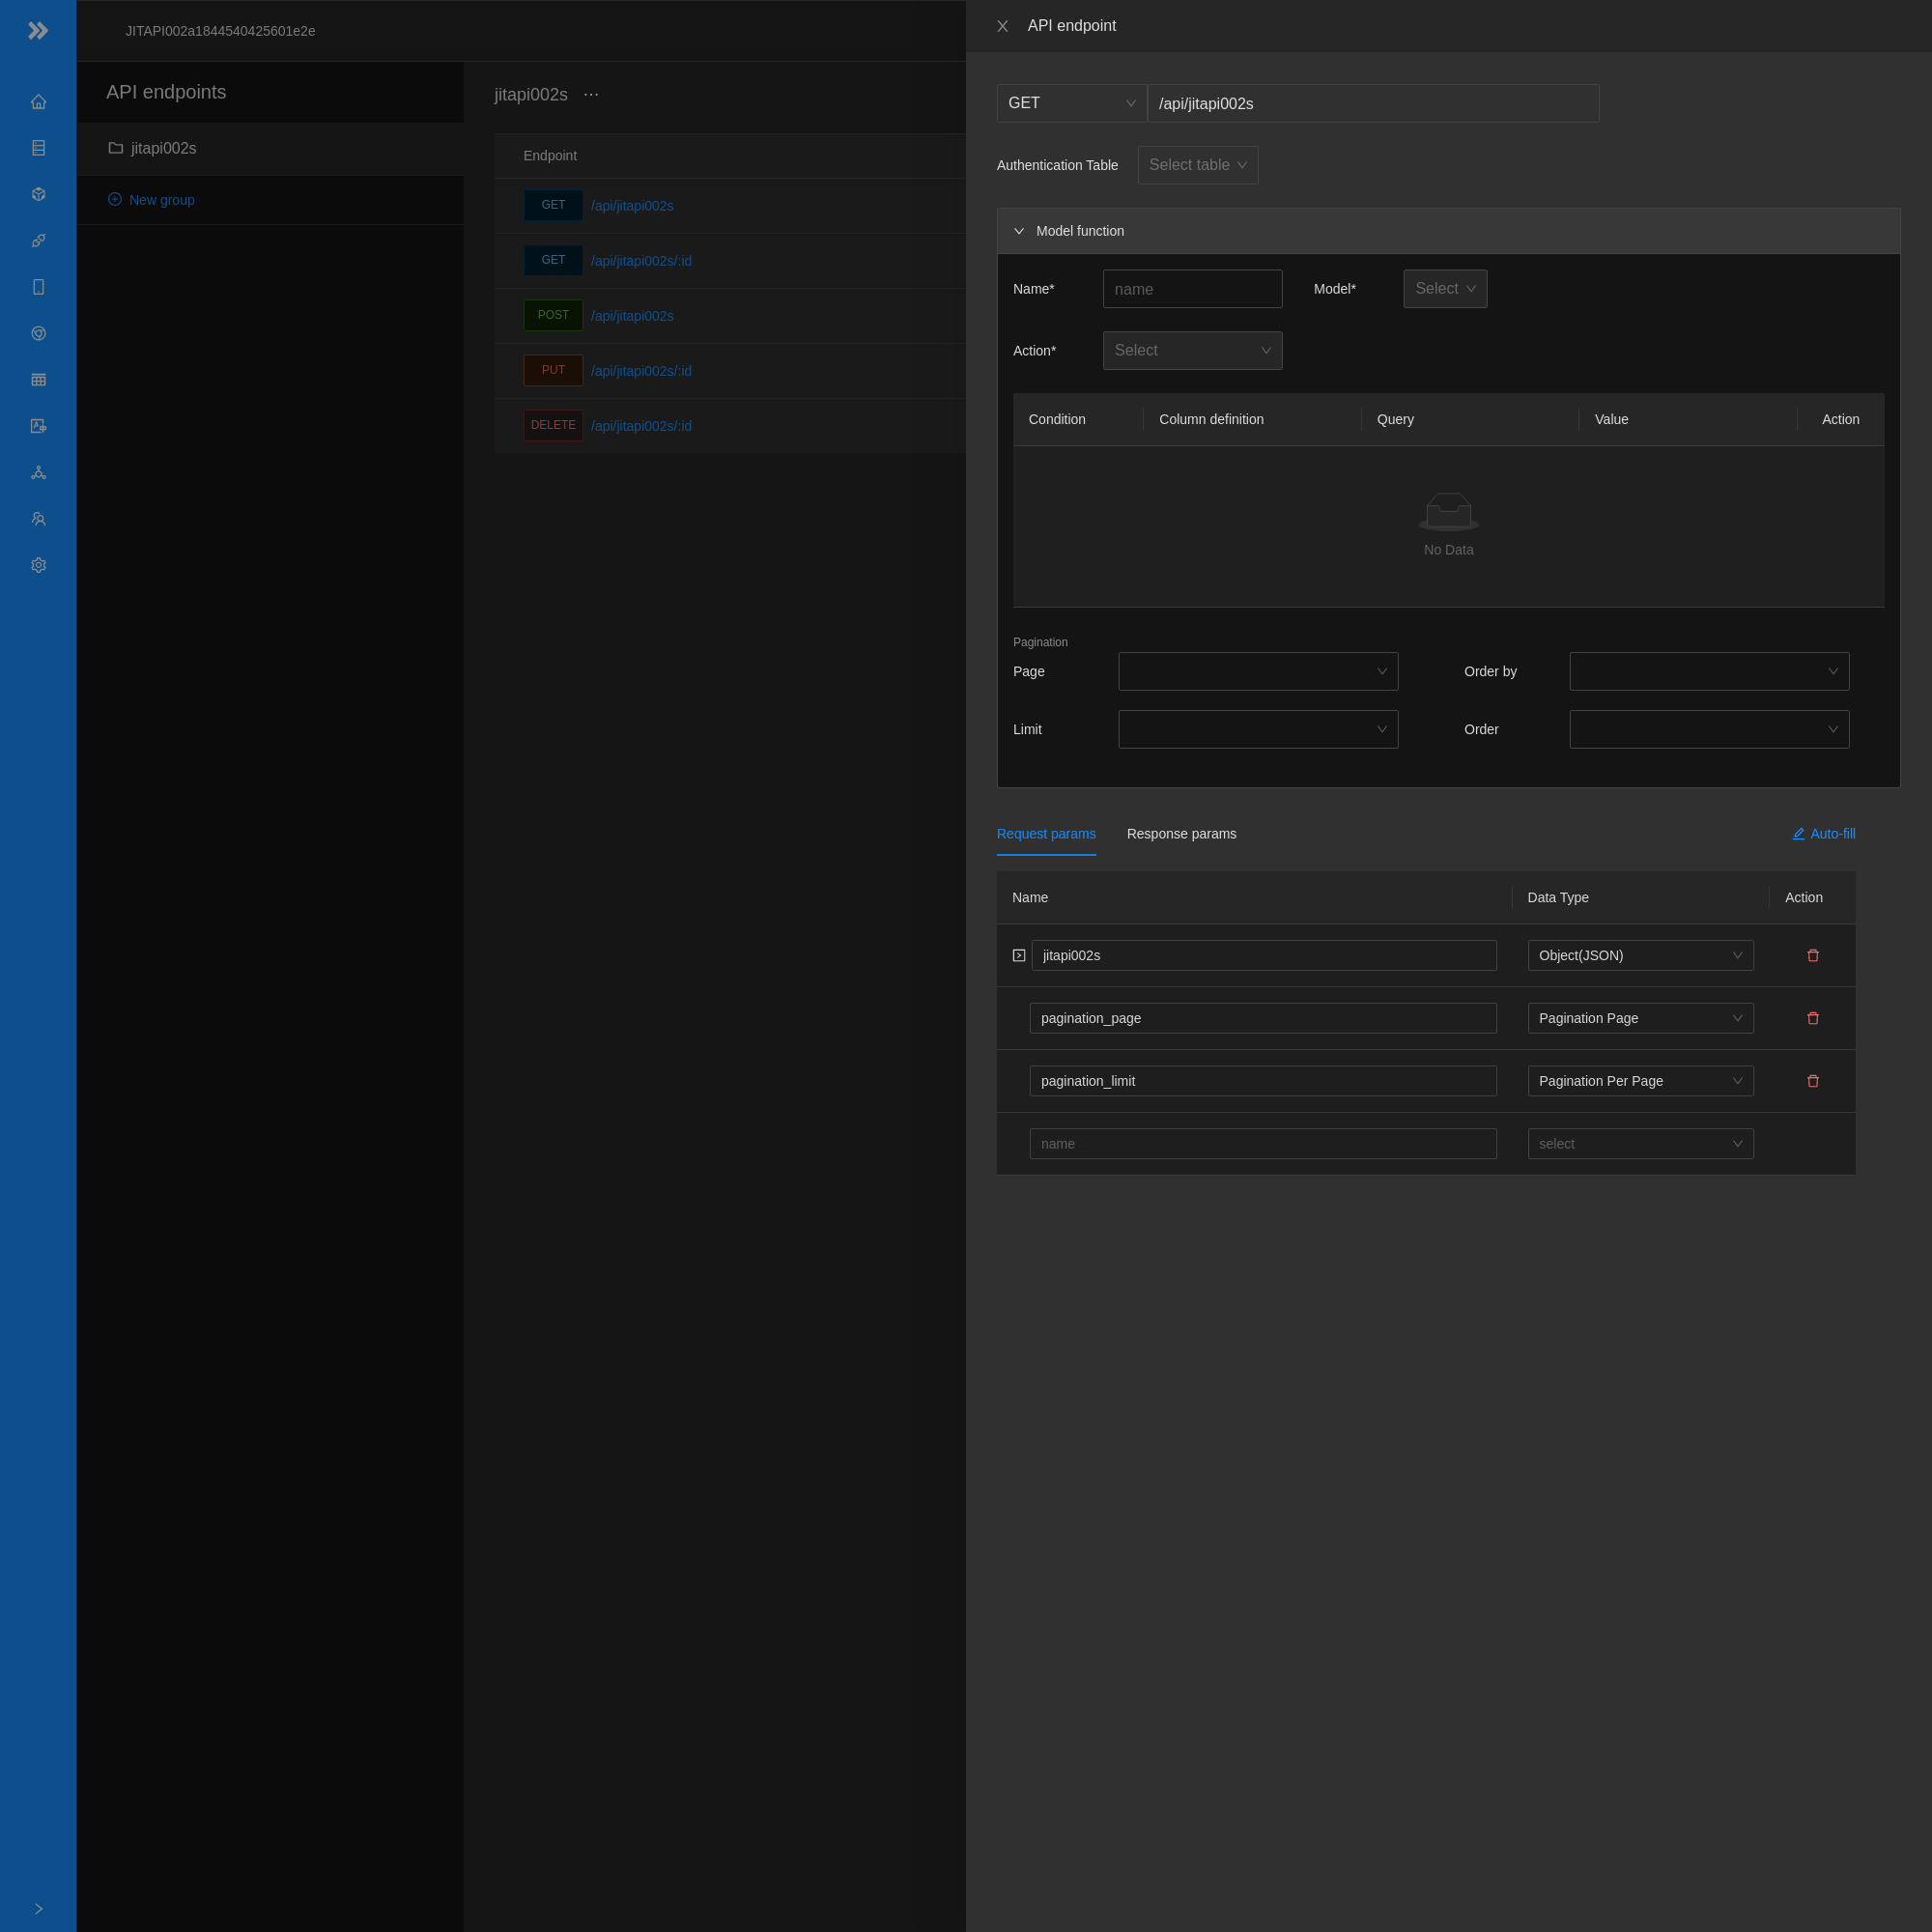 JITAPI002a1844540425601e2e
API endpoints
jitapi002s
New group
jitapi002s ...
Endpoint
GET /api/jitapi002s
GET /api/jitapi002s/:id
POST /api/jitapi002s
PUT /api/jitapi002s/:id
DELETE /api/jitapi002s/:id
API endpoint
GET /api/jitapi002s
Authentication Table Select table
Model function
Name* name Model* Select
Action* Select
Condition Column definition Query Value Action
No Data
Pagination
Page Order by
Limit Order
Request params Response params Auto-fill
Name Data Type Action
jitapi002s Object(JSON)
pagination_page Pagination Page
pagination_limit Pagination Per Page
name select